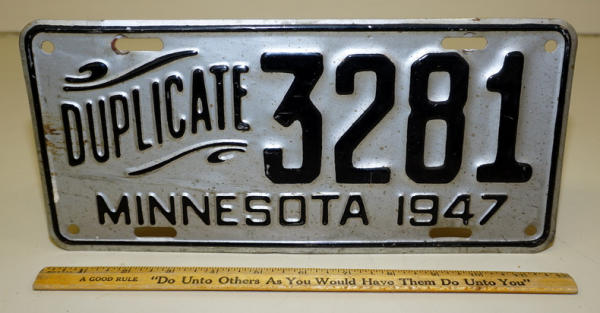 DUPLICATE 3281
MINNESOTA 1947
A GOOD RULE "Do Unto Others As You Would Have Them Do Unto You"